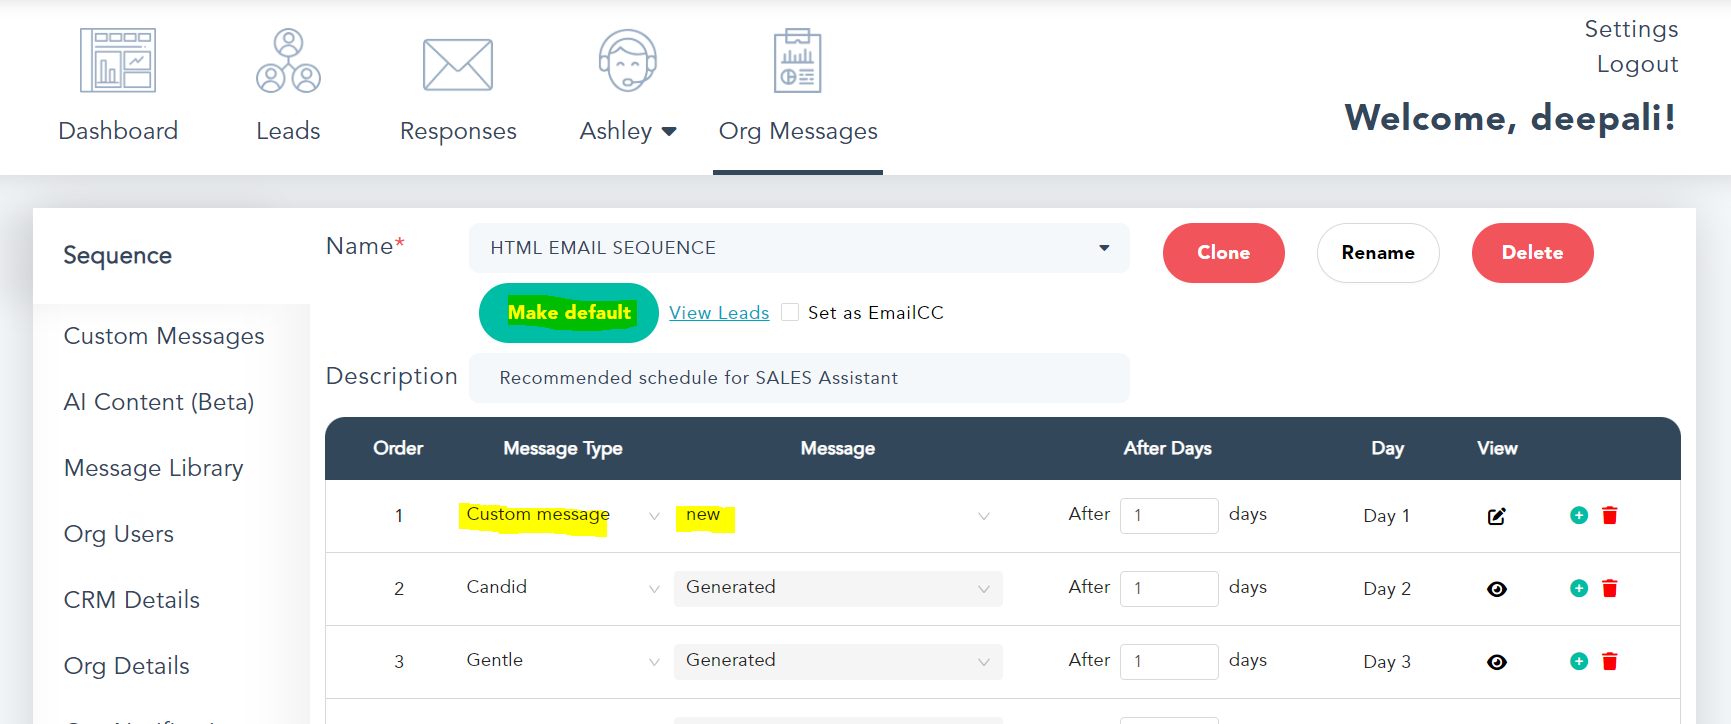 Settings
Logout
Welcome, deepali!
Dashboard
Leads
Responses
Ashley
Org Messages
Sequence
Custom Messages
AI Content (Beta)
Message Library
Org Users
CRM Details
Org Details
Name*
HTML EMAIL SEQUENCE
Clone
Rename
Delete
Make default
View Leads
Set as EmailCC
Description
Recommended schedule for SALES Assistant
Order Message Type Message After Days Day View
1 Custom message new After 1 days Day 1
2 Candid Generated After 1 days Day 2
3 Gentle Generated After 1 days Day 3